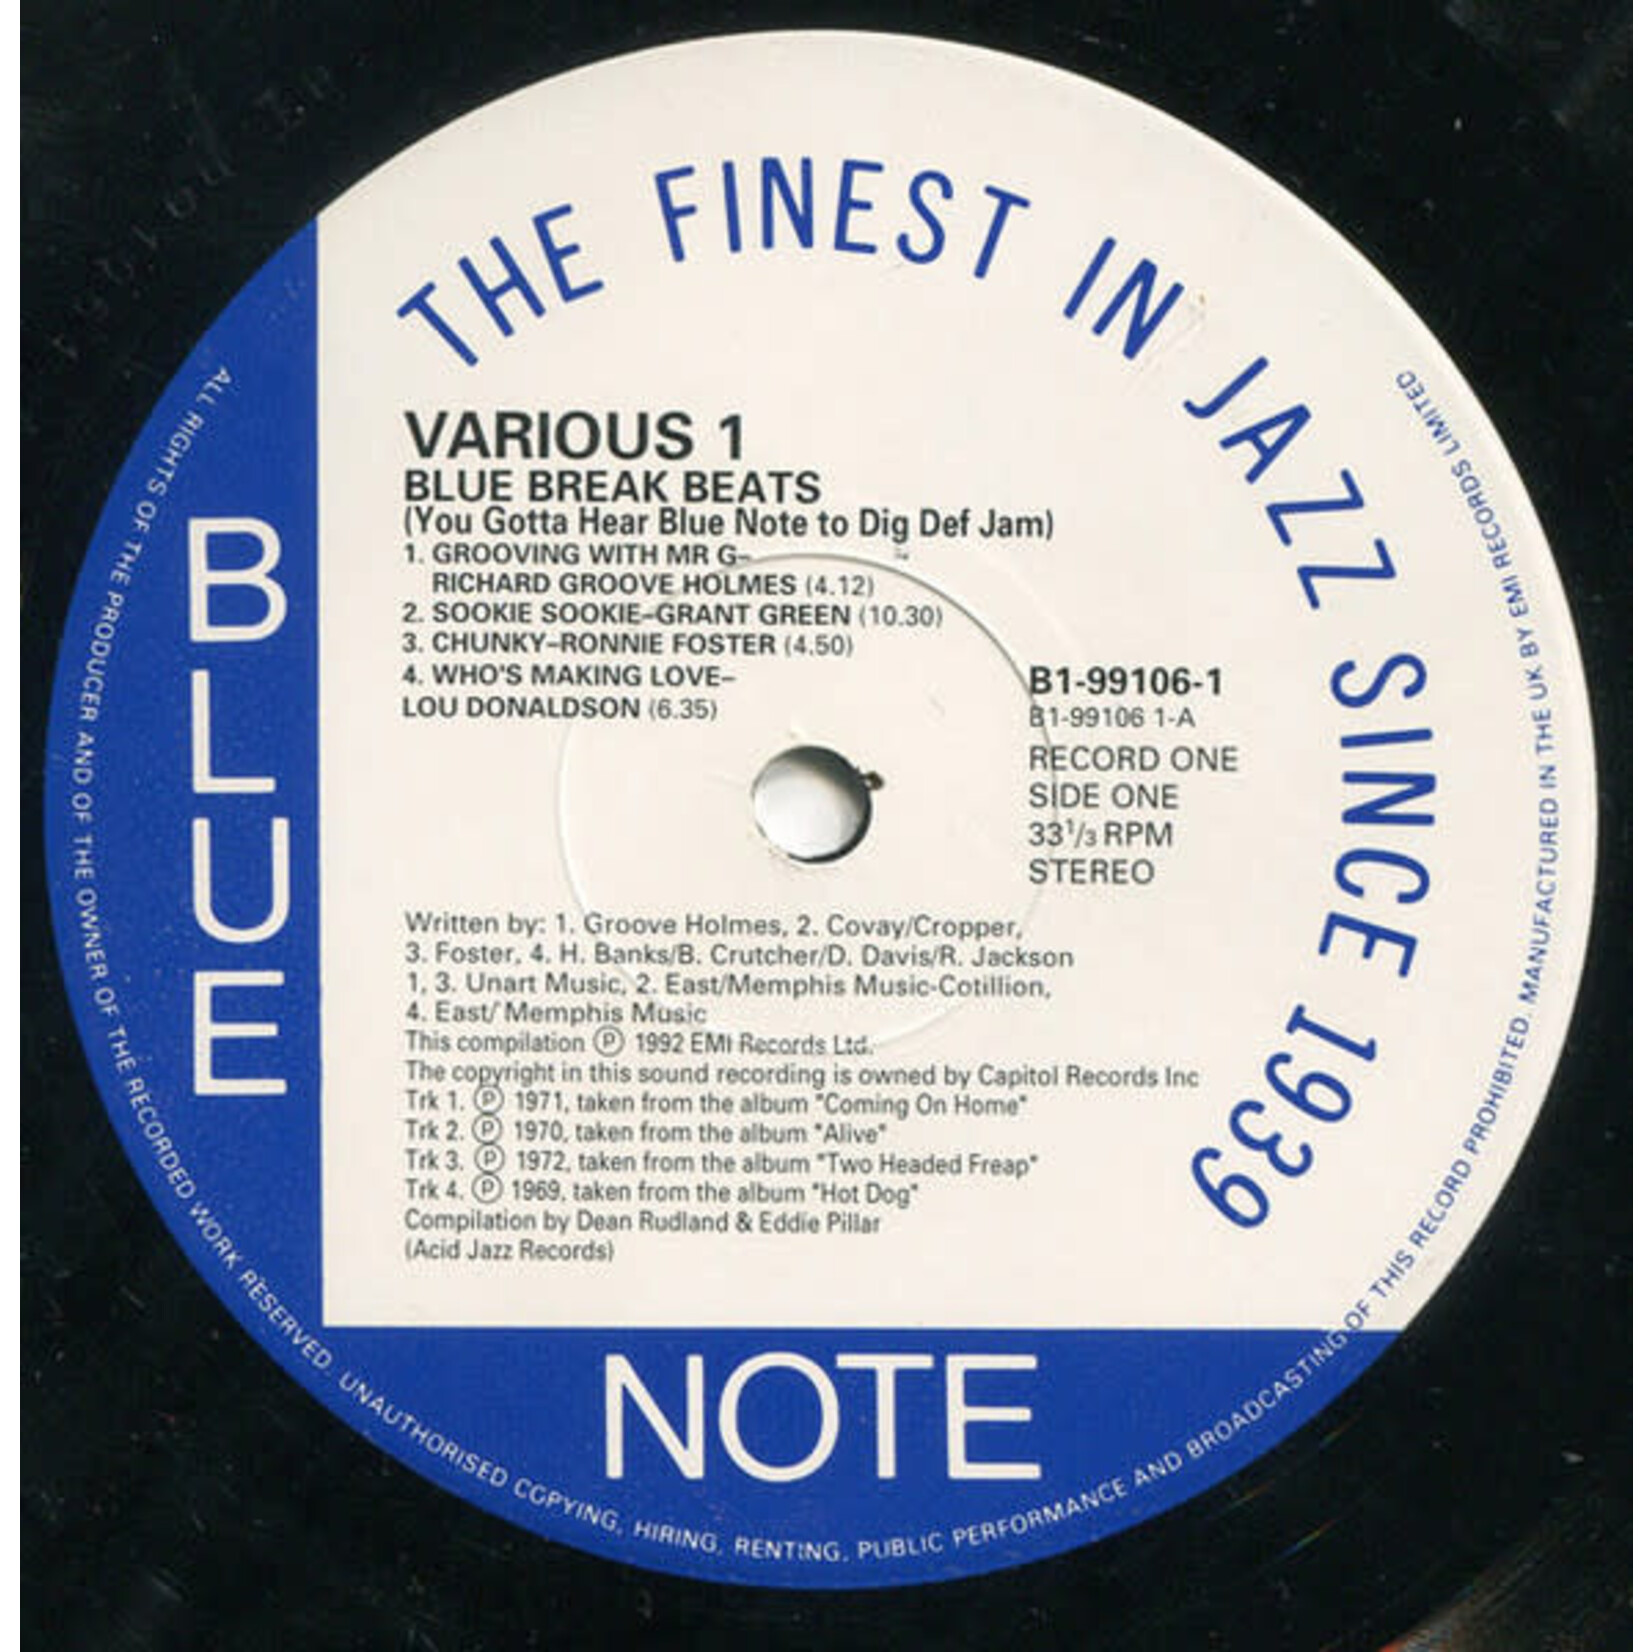 THE FINEST IN JAZZ SINCE 1939
VARIOUS 1
BLUE BREAK BEATS
(You Gotta Hear Blue Note to Dig Def Jam)
1. GROOVING WITH MR G–
RICHARD GROOVE HOLMES (4.12)
2. SOOKIE SOOKIE–GRANT GREEN (10.30)
3. CHUNKY–RONNIE FOSTER (4.50)
4. WHO'S MAKING LOVE–
LOU DONALDSON (6.35)
B1-99106-1
B1-99106 1-A
RECORD ONE
SIDE ONE
33 1/3 RPM
STEREO
Written by: 1. Groove Holmes, 2. Covay/Cropper,
3. Foster, 4. H. Banks/B. Crutcher/D. Davis/R. Jackson
1, 3. Unart Music, 2. East/Memphis Music-Cotillion,
4. East/ Memphis Music
This compilation ℗ 1992 EMI Records Ltd.
The copyright in this sound recording is owned by Capitol Records Inc
Trk 1. ℗ 1971, taken from the album "Coming On Home"
Trk 2. ℗ 1970, taken from the album "Alive"
Trk 3. ℗ 1972, taken from the album "Two Headed Freap"
Trk 4. ℗ 1969, taken from the album "Hot Dog"
Compilation by Dean Rudland & Eddie Pillar
(Acid Jazz Records)
BLUE
NOTE
ALL RIGHTS OF THE PRODUCER AND OF THE OWNER OF THE RECORDED WORK RESERVED. UNAUTHORISED COPYING, HIRING, RENTING, PUBLIC PERFORMANCE AND BROADCASTING OF THIS RECORD PROHIBITED. MANUFACTURED IN THE UK BY EMI RECORDS LIMITED